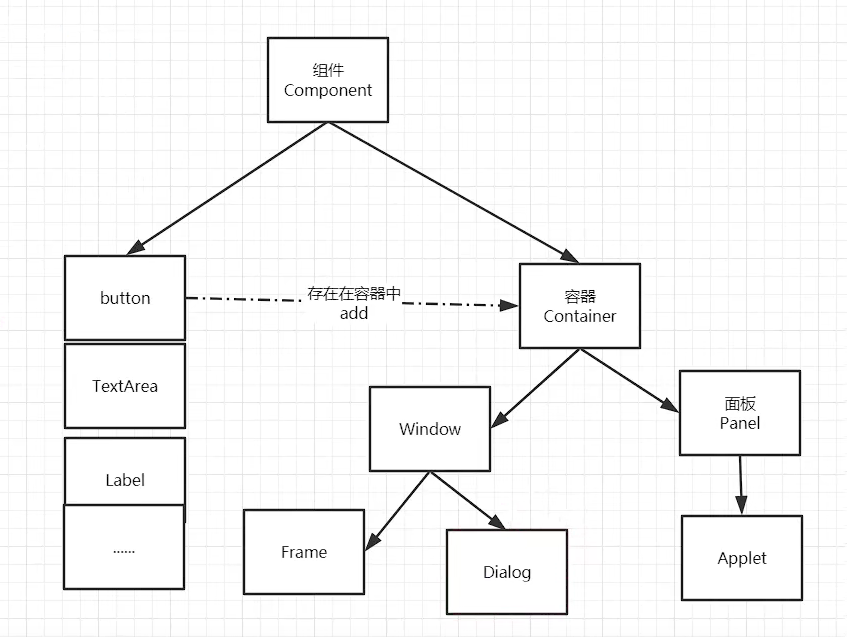 组件
Component
button
存在在容器中
add
容器
Container
TextArea
Window
面板
Panel
Label
......
Frame
Dialog
Applet